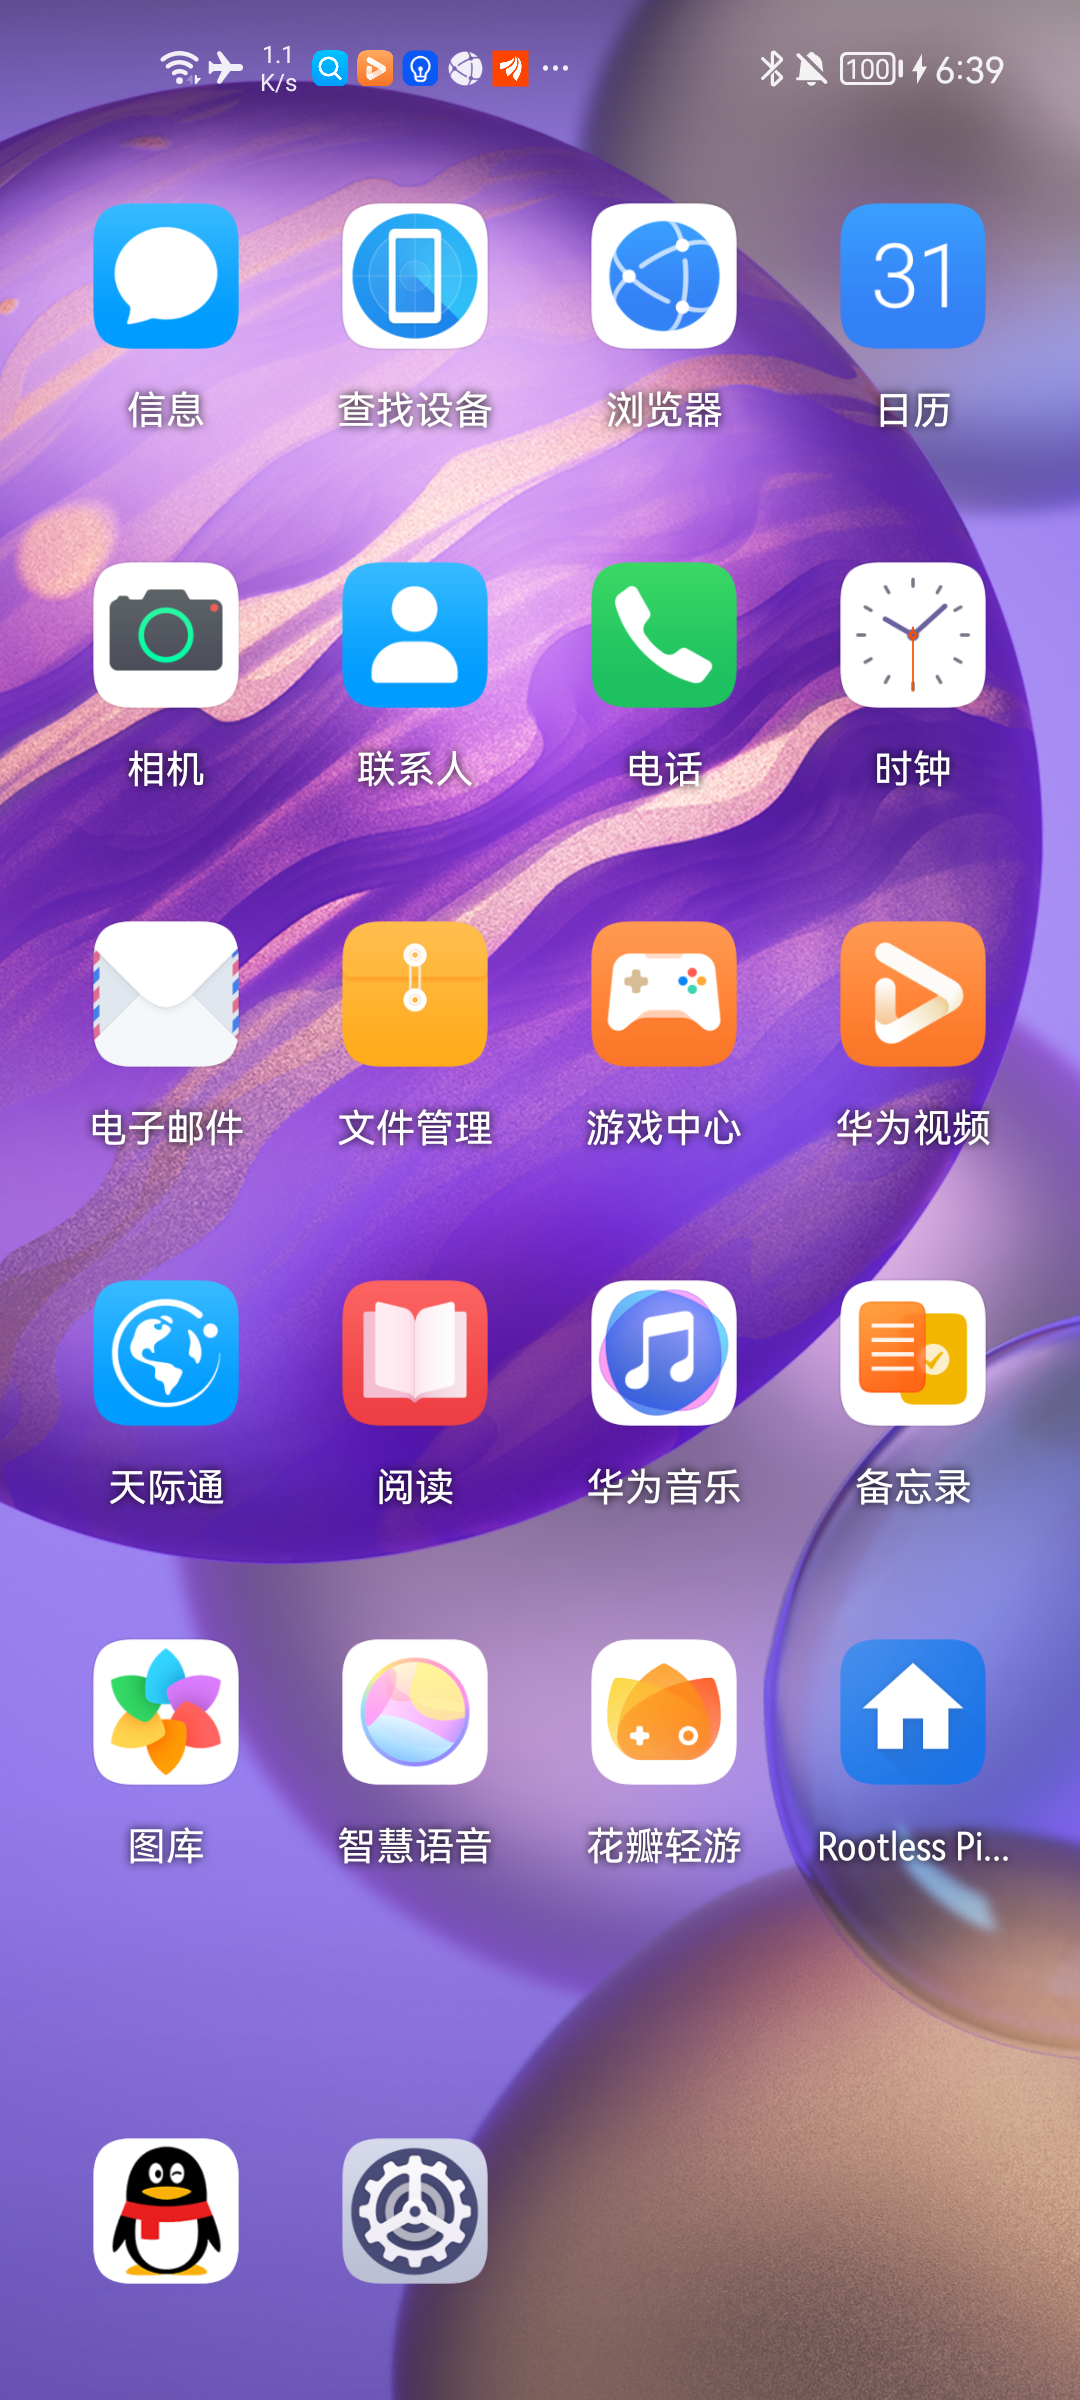 1.1
K/s
100
6:39
31
信息
查找设备
浏览器
日历
相机
联系人
电话
时钟
电子邮件
文件管理
游戏中心
华为视频
天际通
阅读
华为音乐
备忘录
图库
智慧语音
花瓣轻游
Rootless Pi...